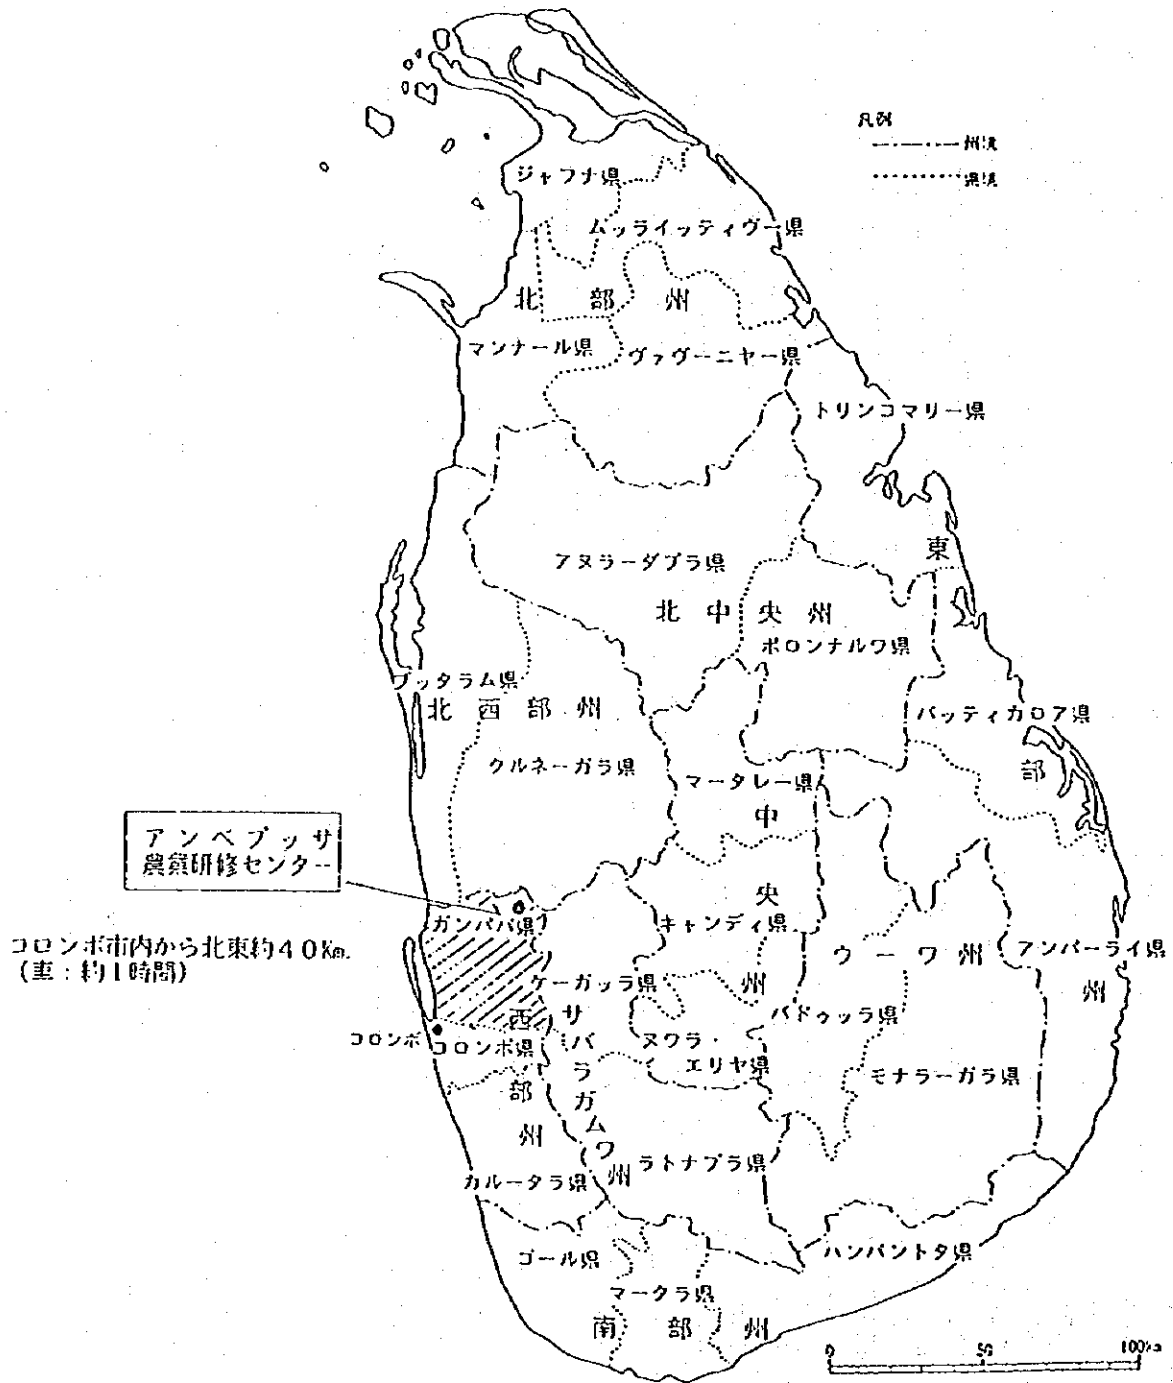 凡例
州境
県境
ジャフナ県
ムッライッティヴー県
北部州
マンナール県
ヴァヴーニヤー県
トリンコマリー県
アヌラーダプラ県
北中央州
ポロンナルワ県
プッタラム県
北西部州
クルネーガラ県
マータレー県
バッティカロア県
東部州
アンベプッサ
農業研修センター
ガンパハ県
コロンボ市内から北東約40km.
(車:約1時間)
中央州
キャンディ県
ウーワ州
アンパーライ県
ケーガッラ県
バドゥッラ県
コロンボ
コロンボ県
西部州
サバラガムワ州
ヌワラ・
エリヤ県
モナラーガラ県
ラトナプラ県
カルータラ県
ゴール県
ハンバントタ県
マータラ県
南部州
0 50 100km